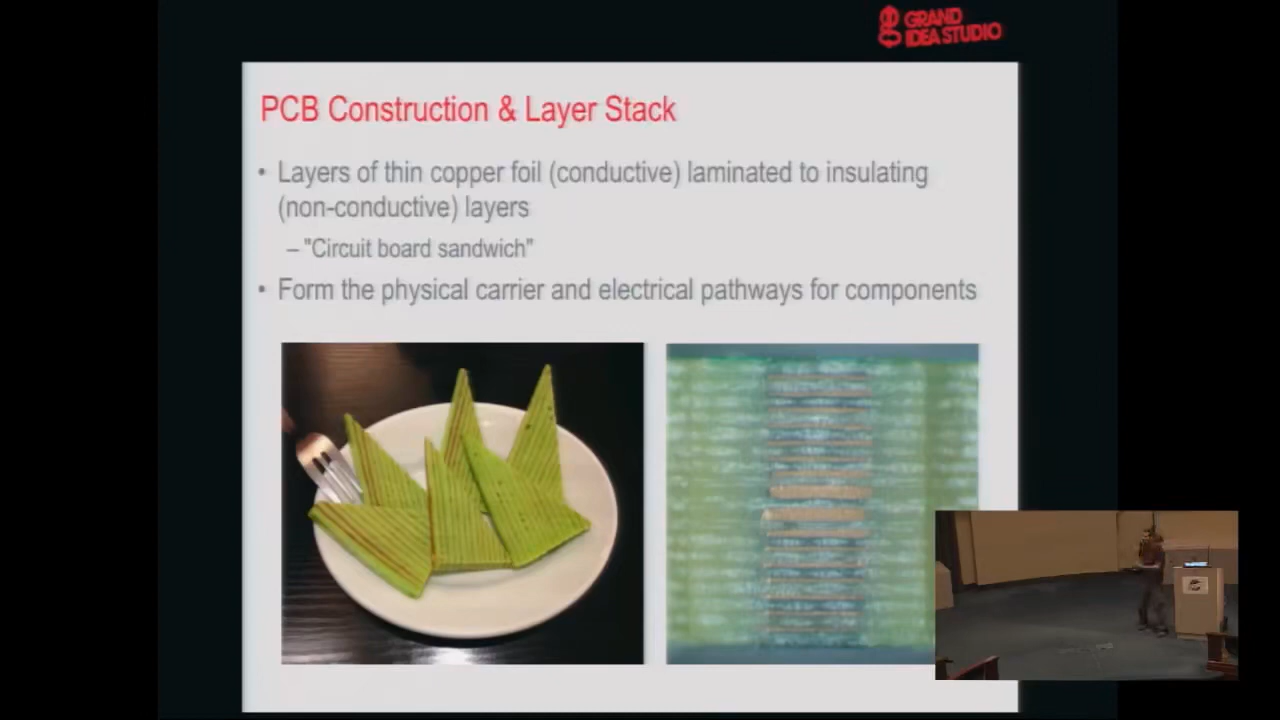 GRAND
IDEA STUDIO
PCB Construction & Layer Stack
• Layers of thin copper foil (conductive) laminated to insulating
(non-conductive) layers
– "Circuit board sandwich"
• Form the physical carrier and electrical pathways for components